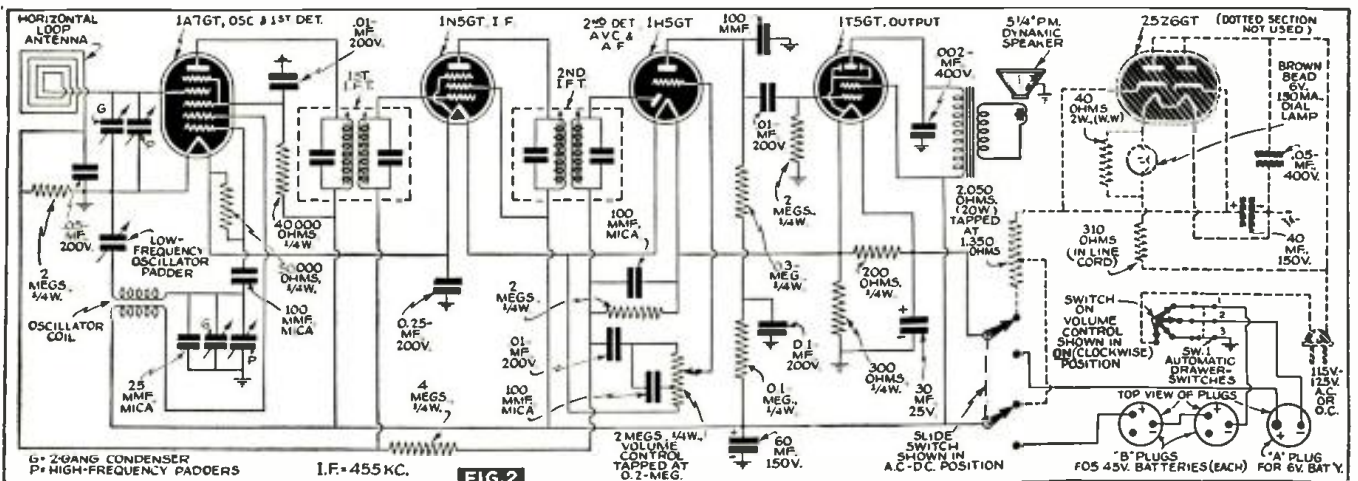 HORIZONTAL
LOOP
ANTENNA
1A7GT, OSC & 1ST DET.
.01-
MF.
200V.
1ST
I.F.T.
1N5GT, I F.
2ND DET
A V C &
A F
1H5GT
2ND
I F T
100
MMF.
1T5GT, OUTPUT
5 1/4" P.M.
DYNAMIC
SPEAKER
.002-
MF.
400V.
25Z6GT
(DOTTED SECTION
NOT USED)
BROWN
BEAD
6V.
150MA.,
DIAL
LAMP
40
OHMS
2W., (W.W)
.05-
MF.
400V.
G
P
2
MEGS.,
1/4W.
.05-
MF.
200V.
LOW-
FREQUENCY
OSCILLATOR
PADDER
OSCILLATOR
COIL
40,000
OHMS
1/4W.
OHMS,
1/4W.
100
MMF,
MICA
G
P
25
MMF.
MICA
0.25-
MF.
200V.
100
MMF.
MICA
2
MEGS.
1/4W.
.01-
MF
200V.
100
MMF.
MICA
4
MEGS.,
1/4W.
2 MEGS, 1/4W.,
VOLUME
CONTROL
TAPPED AT
0.2-MEG.
.01-
MF
200V
2
MEGS.,
1/4W.
MEG.,
1/4W.
0.1-
MF
200V.
0.1-
MEG.,
1/4W.
60
MF.
150V.
200
OHMS
1/4W.
300
OHMS
1/4W.
30
MF
25V.
2,050
OHMS.
(20W)
TAPPED
AT
1,350
OHMS
310
OHMS
(IN LINE
CORD)
40
MF.
150V.
SWITCH
ON
VOLUME
CONTROL
SHOWN IN
ON (CLOCKWISE)
POSITION
1
2
3
SW.1
AUTOMATIC
DRAWER-
SWITCHES
115V.-
125V.
A.C.
OR
D.C.
SLIDE
SWITCH
SHOWN IN
A.C-D.C. POSITION
TOP VIEW OF PLUGS
"B" PLUGS
FOR 45V. BATTERIES (EACH)
"A" PLUG
FOR 6V. BAT'Y.
G= 2-GANG CONDENSER
P= HIGH-FREQUENCY PADDERS
I.F.=455 KC.
FIG.2